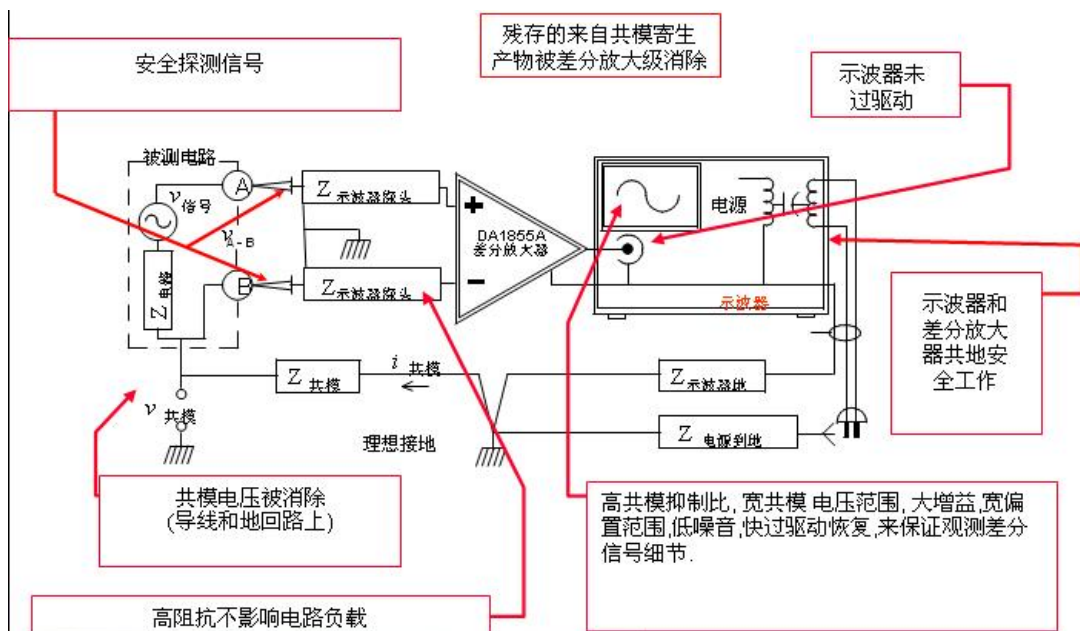 残存的来自共模寄生
产物被差分放大级消除
安全探测信号
示波器未
过驱动
被测电路
A
Z 示波器探头
v信号
电源
+
DA1855A
差分放大器
vA-B
B
Z示波器探头
−
Z电路
示波器
示波器和
差分放大
器共地安
全工作
i 共模
Z 共模
Z示波器地
v 共模
理想接地
Z 电源到地
共模电压被消除
(导线和地回路上)
高共模抑制比, 宽共模 电压范围, 大增益,宽偏
置范围,低噪音,快过驱动恢复,来保证观测差分
信号细节.
高阻抗不影响电路负载